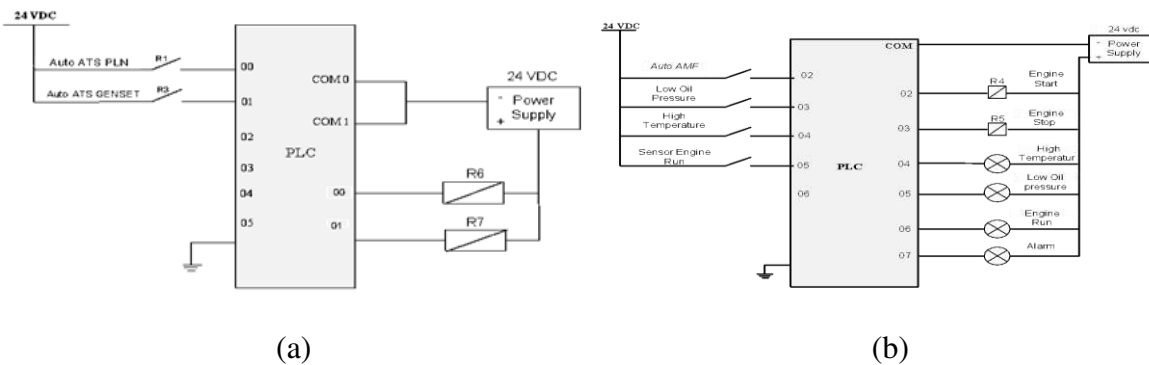 24 VDC
Auto ATS PLN
R1
00
Auto ATS GENSET
R3
01
02
03
04
05
PLC
COM 0
COM 1
00
01
24 VDC
- Power
+ Supply
R6
R7
(a)
24 VDC
Auto AMF
02
Low Oil
Pressure
03
High
Temperature
04
Sensor Engine
Run
05
06
PLC
COM
24 vdc
- Power
+ Supply
02
R4
Engine
Start
03
R5
Engine
Stop
04
High
Temperatur
05
Low Oil
pressure
06
Engine
Run
07
Alarm
(b)